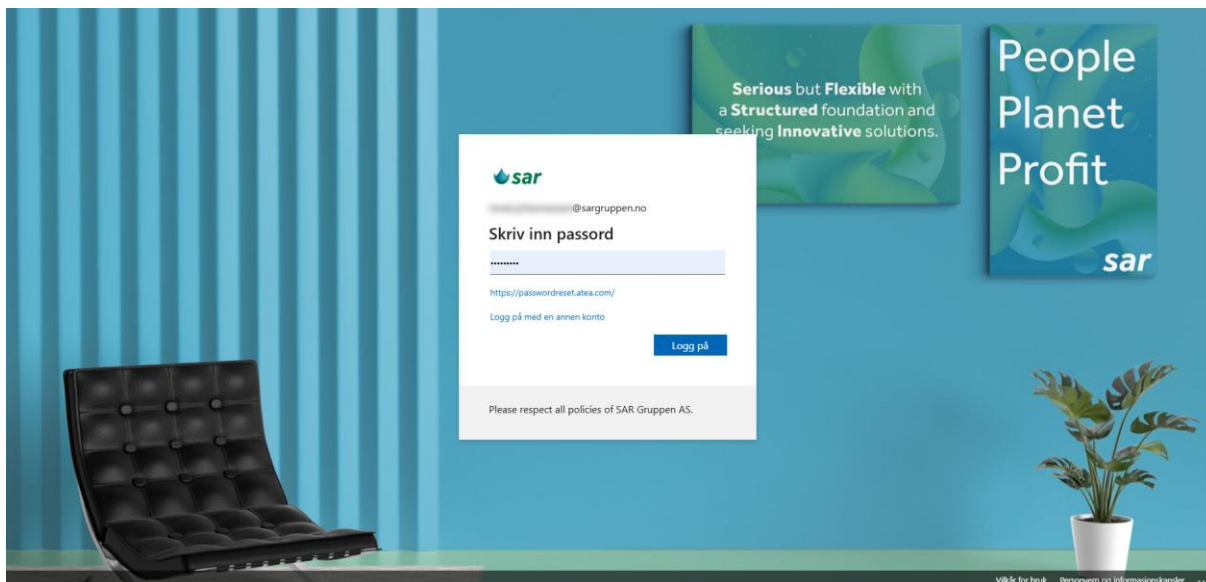 Serious but Flexible with
a Structured foundation and
seeking Innovative solutions.
People
Planet
Profit
sar
sar
@sargruppen.no
Skriv inn passord
https://passwordreset.atea.com/
Logg på med en annen konto
Logg på
Please respect all policies of SAR Gruppen AS.
Vilkår for bruk Personvern og informasjonskapsler